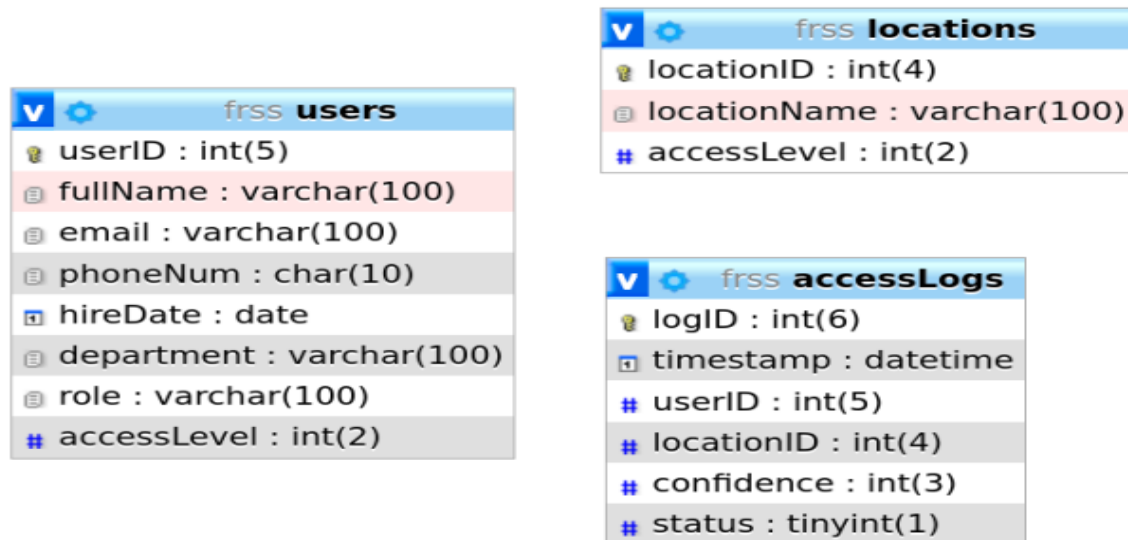 v frss users
userID : int(5)
fullName : varchar(100)
email : varchar(100)
phoneNum : char(10)
hireDate : date
department : varchar(100)
role : varchar(100)
# accessLevel : int(2)
v frss locations
locationID : int(4)
locationName : varchar(100)
# accessLevel : int(2)
v frss accessLogs
logID : int(6)
timestamp : datetime
# userID : int(5)
# locationID : int(4)
# confidence : int(3)
# status : tinyint(1)